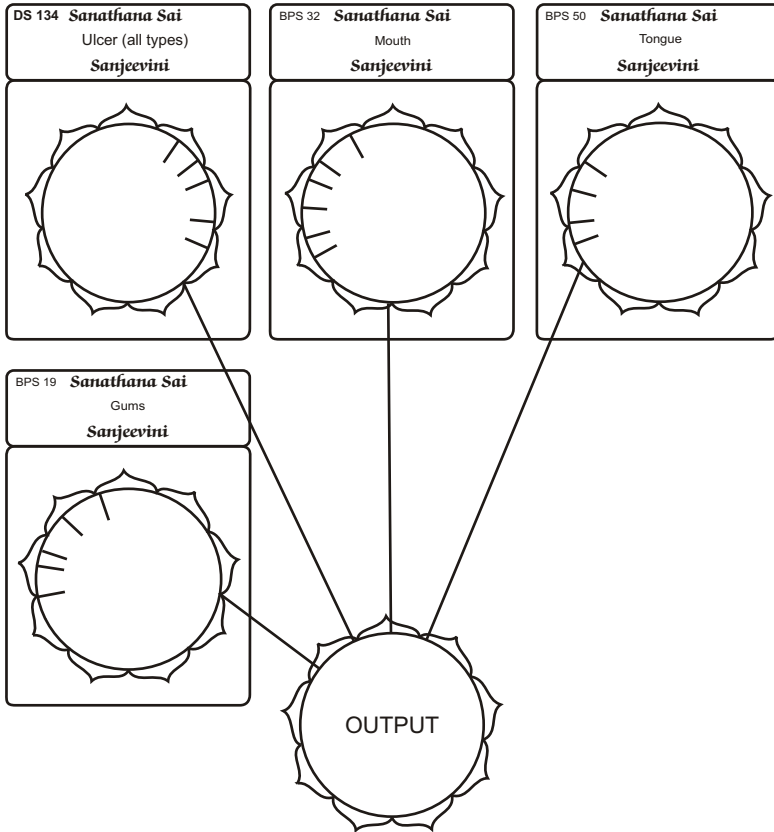 DS 134 Sanathana Sai
Ulcer (all types)
Sanjeevini
BPS 32 Sanathana Sai
Mouth
Sanjeevini
BPS 50 Sanathana Sai
Tongue
Sanjeevini
BPS 19 Sanathana Sai
Gums
Sanjeevini
OUTPUT